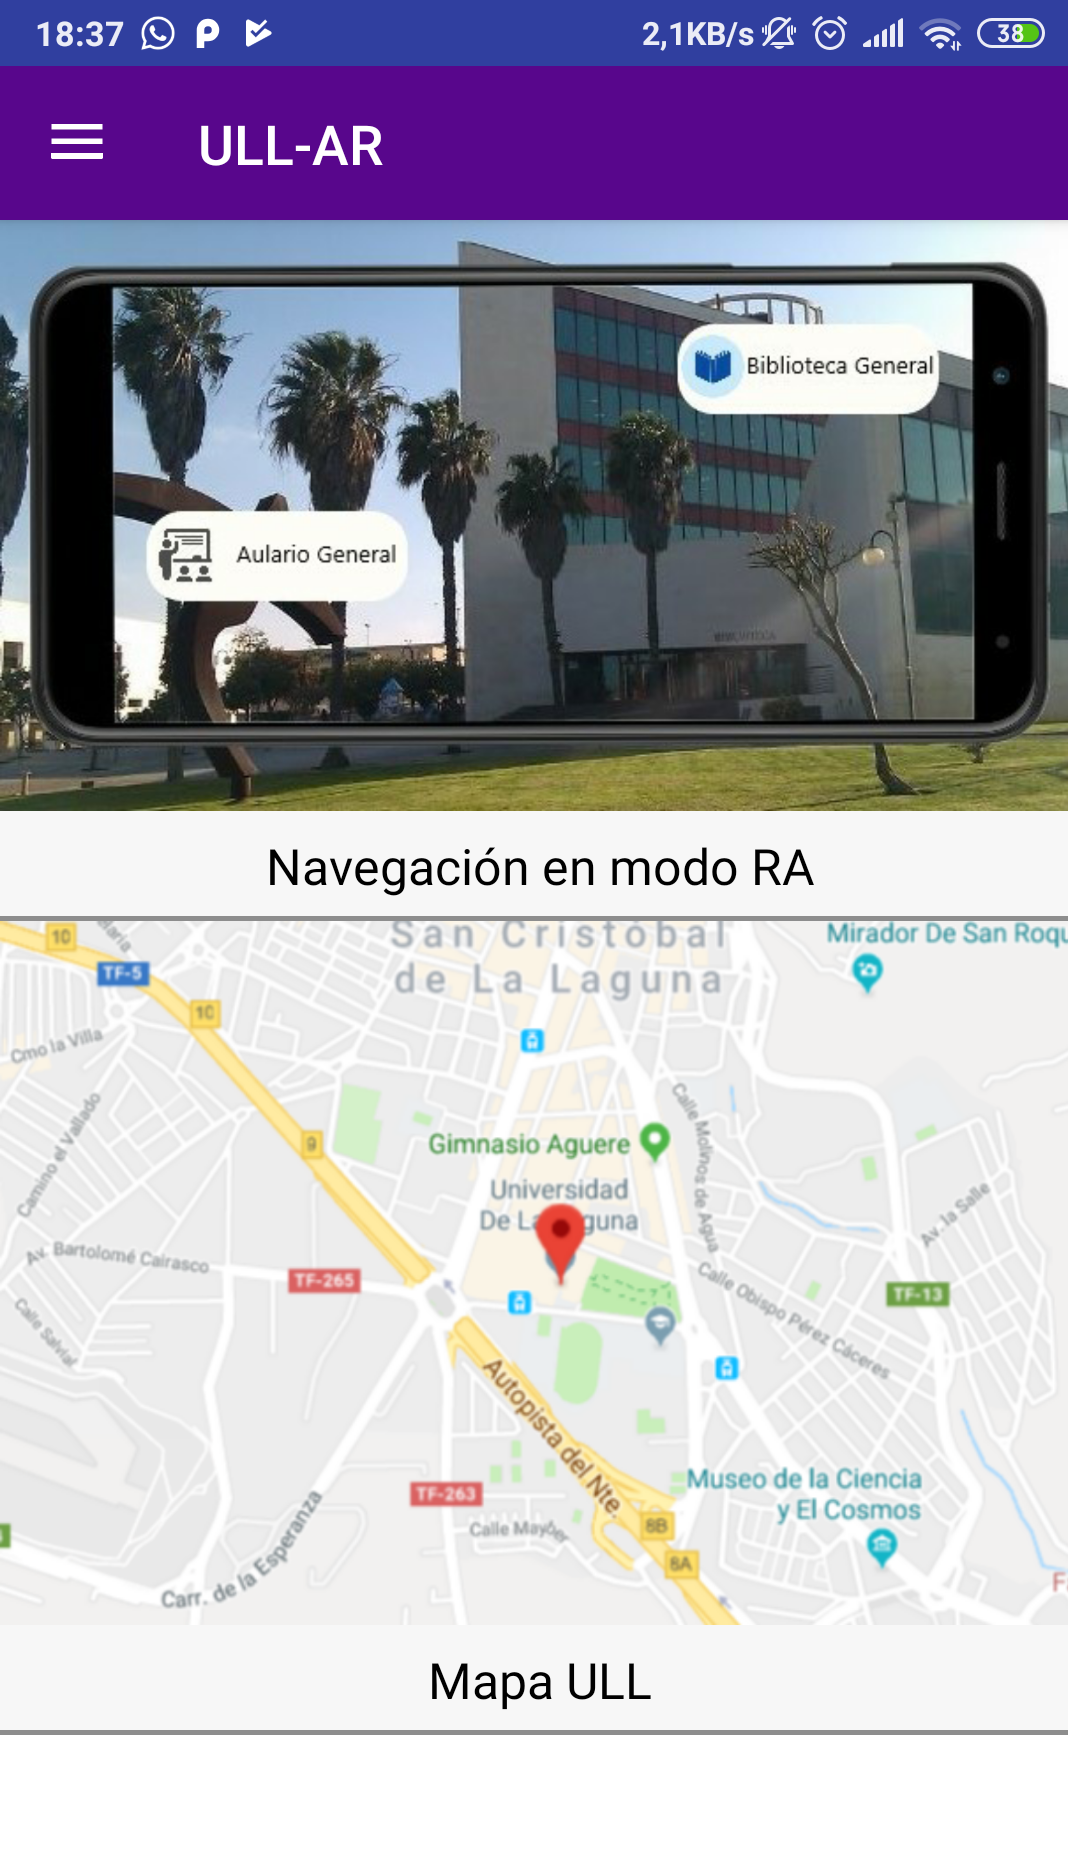 18:37
2,1KB/s
38
ULL-AR
Biblioteca General
Aulario General
BIBLIOTECA
Navegación en modo RA
San Cristóbal
de La Laguna
Mirador De San Roqu
10
TF-5
10
Cmo la Villa
Camino el Vallado
9
Gimnasio Aguere
Calle Molinos de Agua
Universidad
De La guna
Av. la Salle
Av. Bartolomé Cairasco
TF-265
TF-13
Calle Obispo Pérez Cáceres
Calle Salvial
Autopista del Nte.
Museo de la Ciencia
y El Cosmos
TF-263
Calle Mayber
8B
8A
Carr. de la Esperanza
F
Mapa ULL